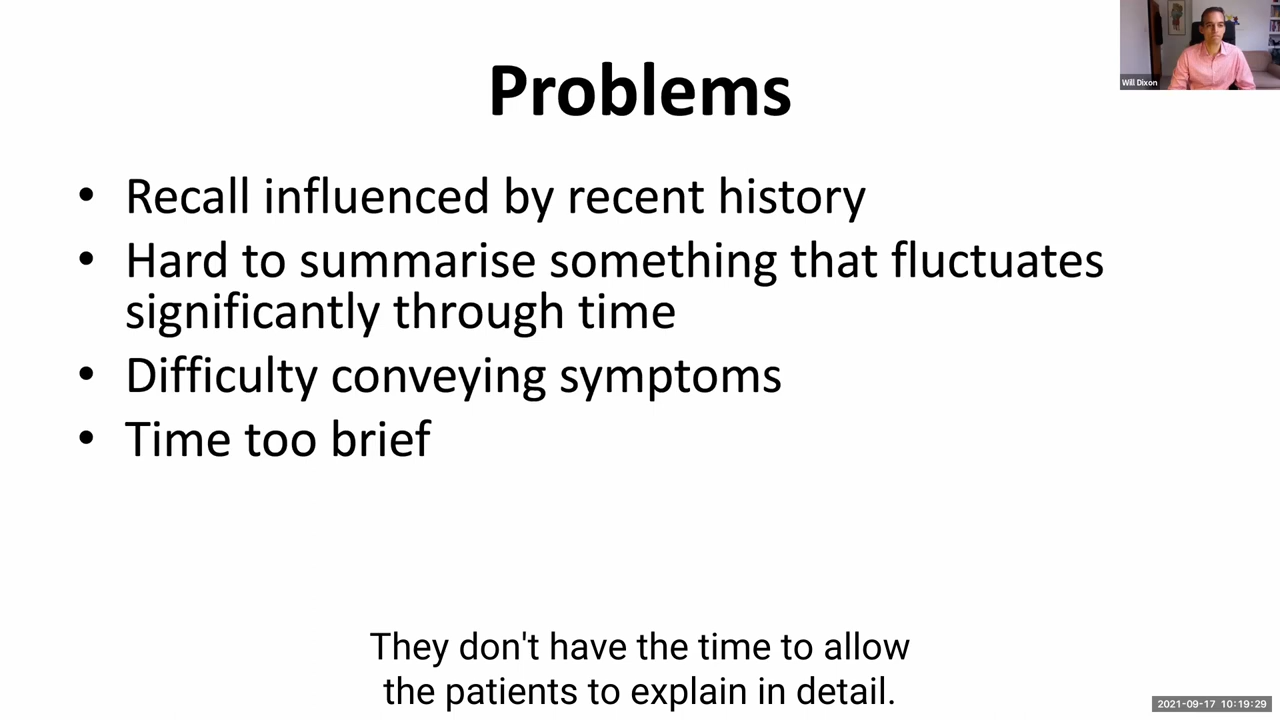 Problems
Will Dixon
• Recall influenced by recent history
• Hard to summarise something that fluctuates
significantly through time
• Difficulty conveying symptoms
• Time too brief
They don't have the time to allow
the patients to explain in detail.
2021-09-17 10:19:29